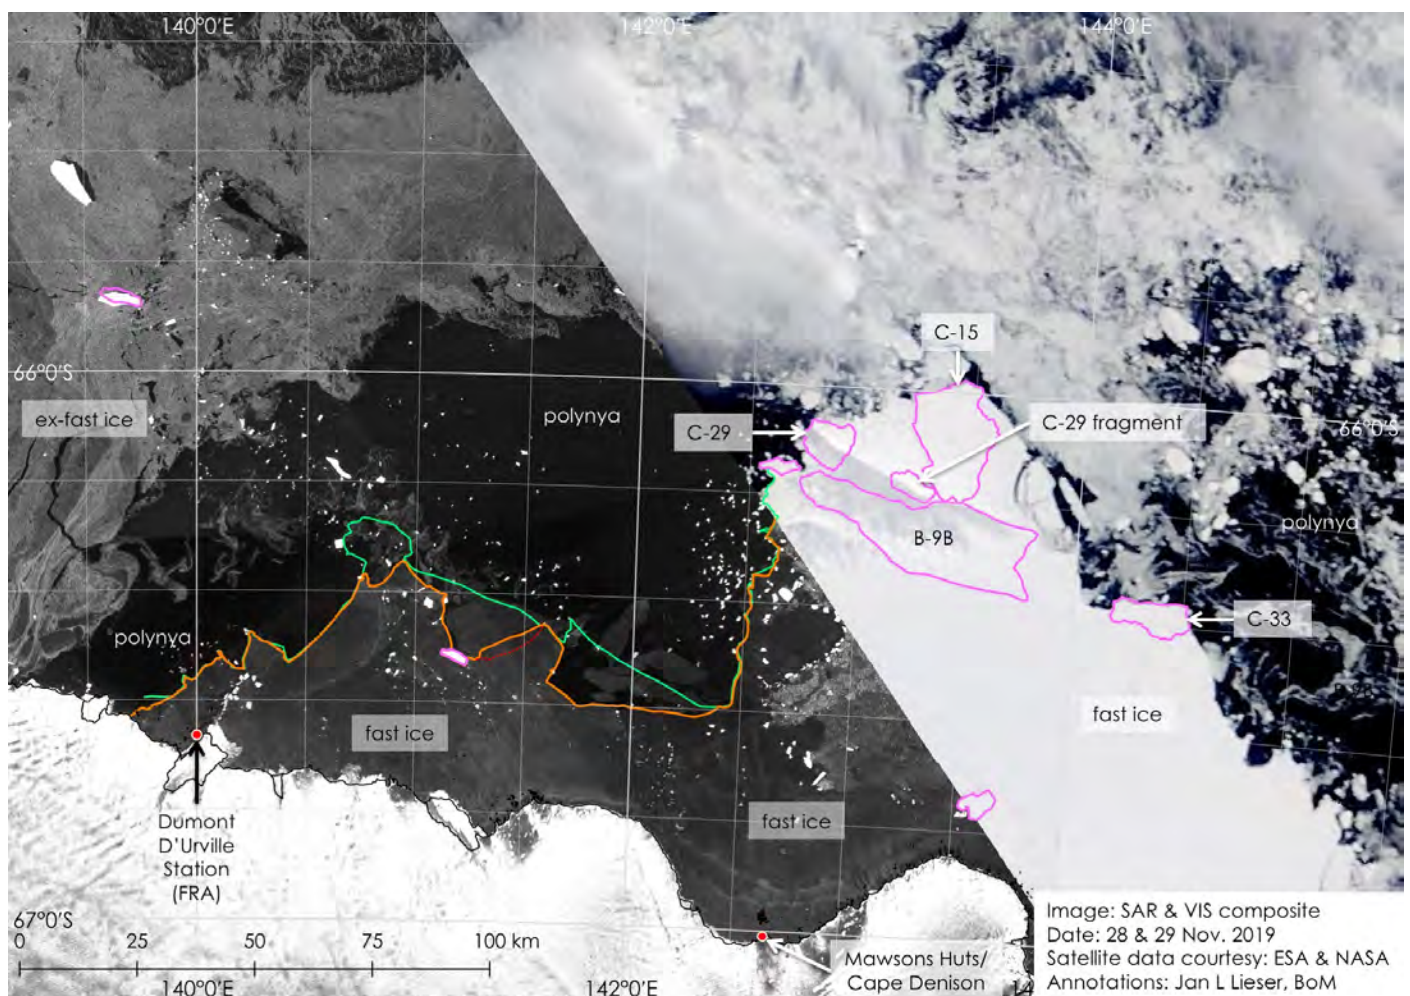 140°0'E
142°0'E
144°0'E
C-15
66°0'S
ex-fast ice
polynya
C-29
C-29 fragment
66°0'S
B-9B
polynya
polynya
C-33
fast ice
fast ice
fast ice
Dumont
D'Urville
Station
(FRA)
67°0'S
0 25 50 75 100 km
Mawsons Huts/
Cape Denison
140°0'E
142°0'E
Image: SAR & VIS composite
Date: 28 & 29 Nov. 2019
Satellite data courtesy: ESA & NASA
Annotations: Jan L Lieser, BoM